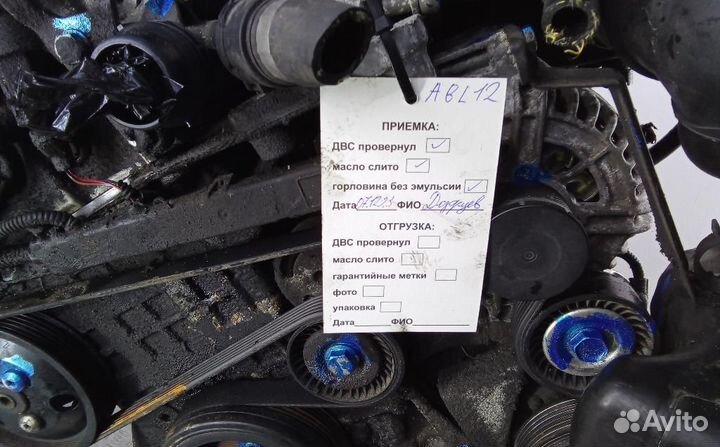 ABL12
ПРИЕМКА:
ДВС провернул
масло слито
горловина без эмульсии
Дата ФИО
ОТГРУЗКА:
ДВС провернул
масло слито
гарантийные метки
фото
упаковка
Дата ФИО
Avito